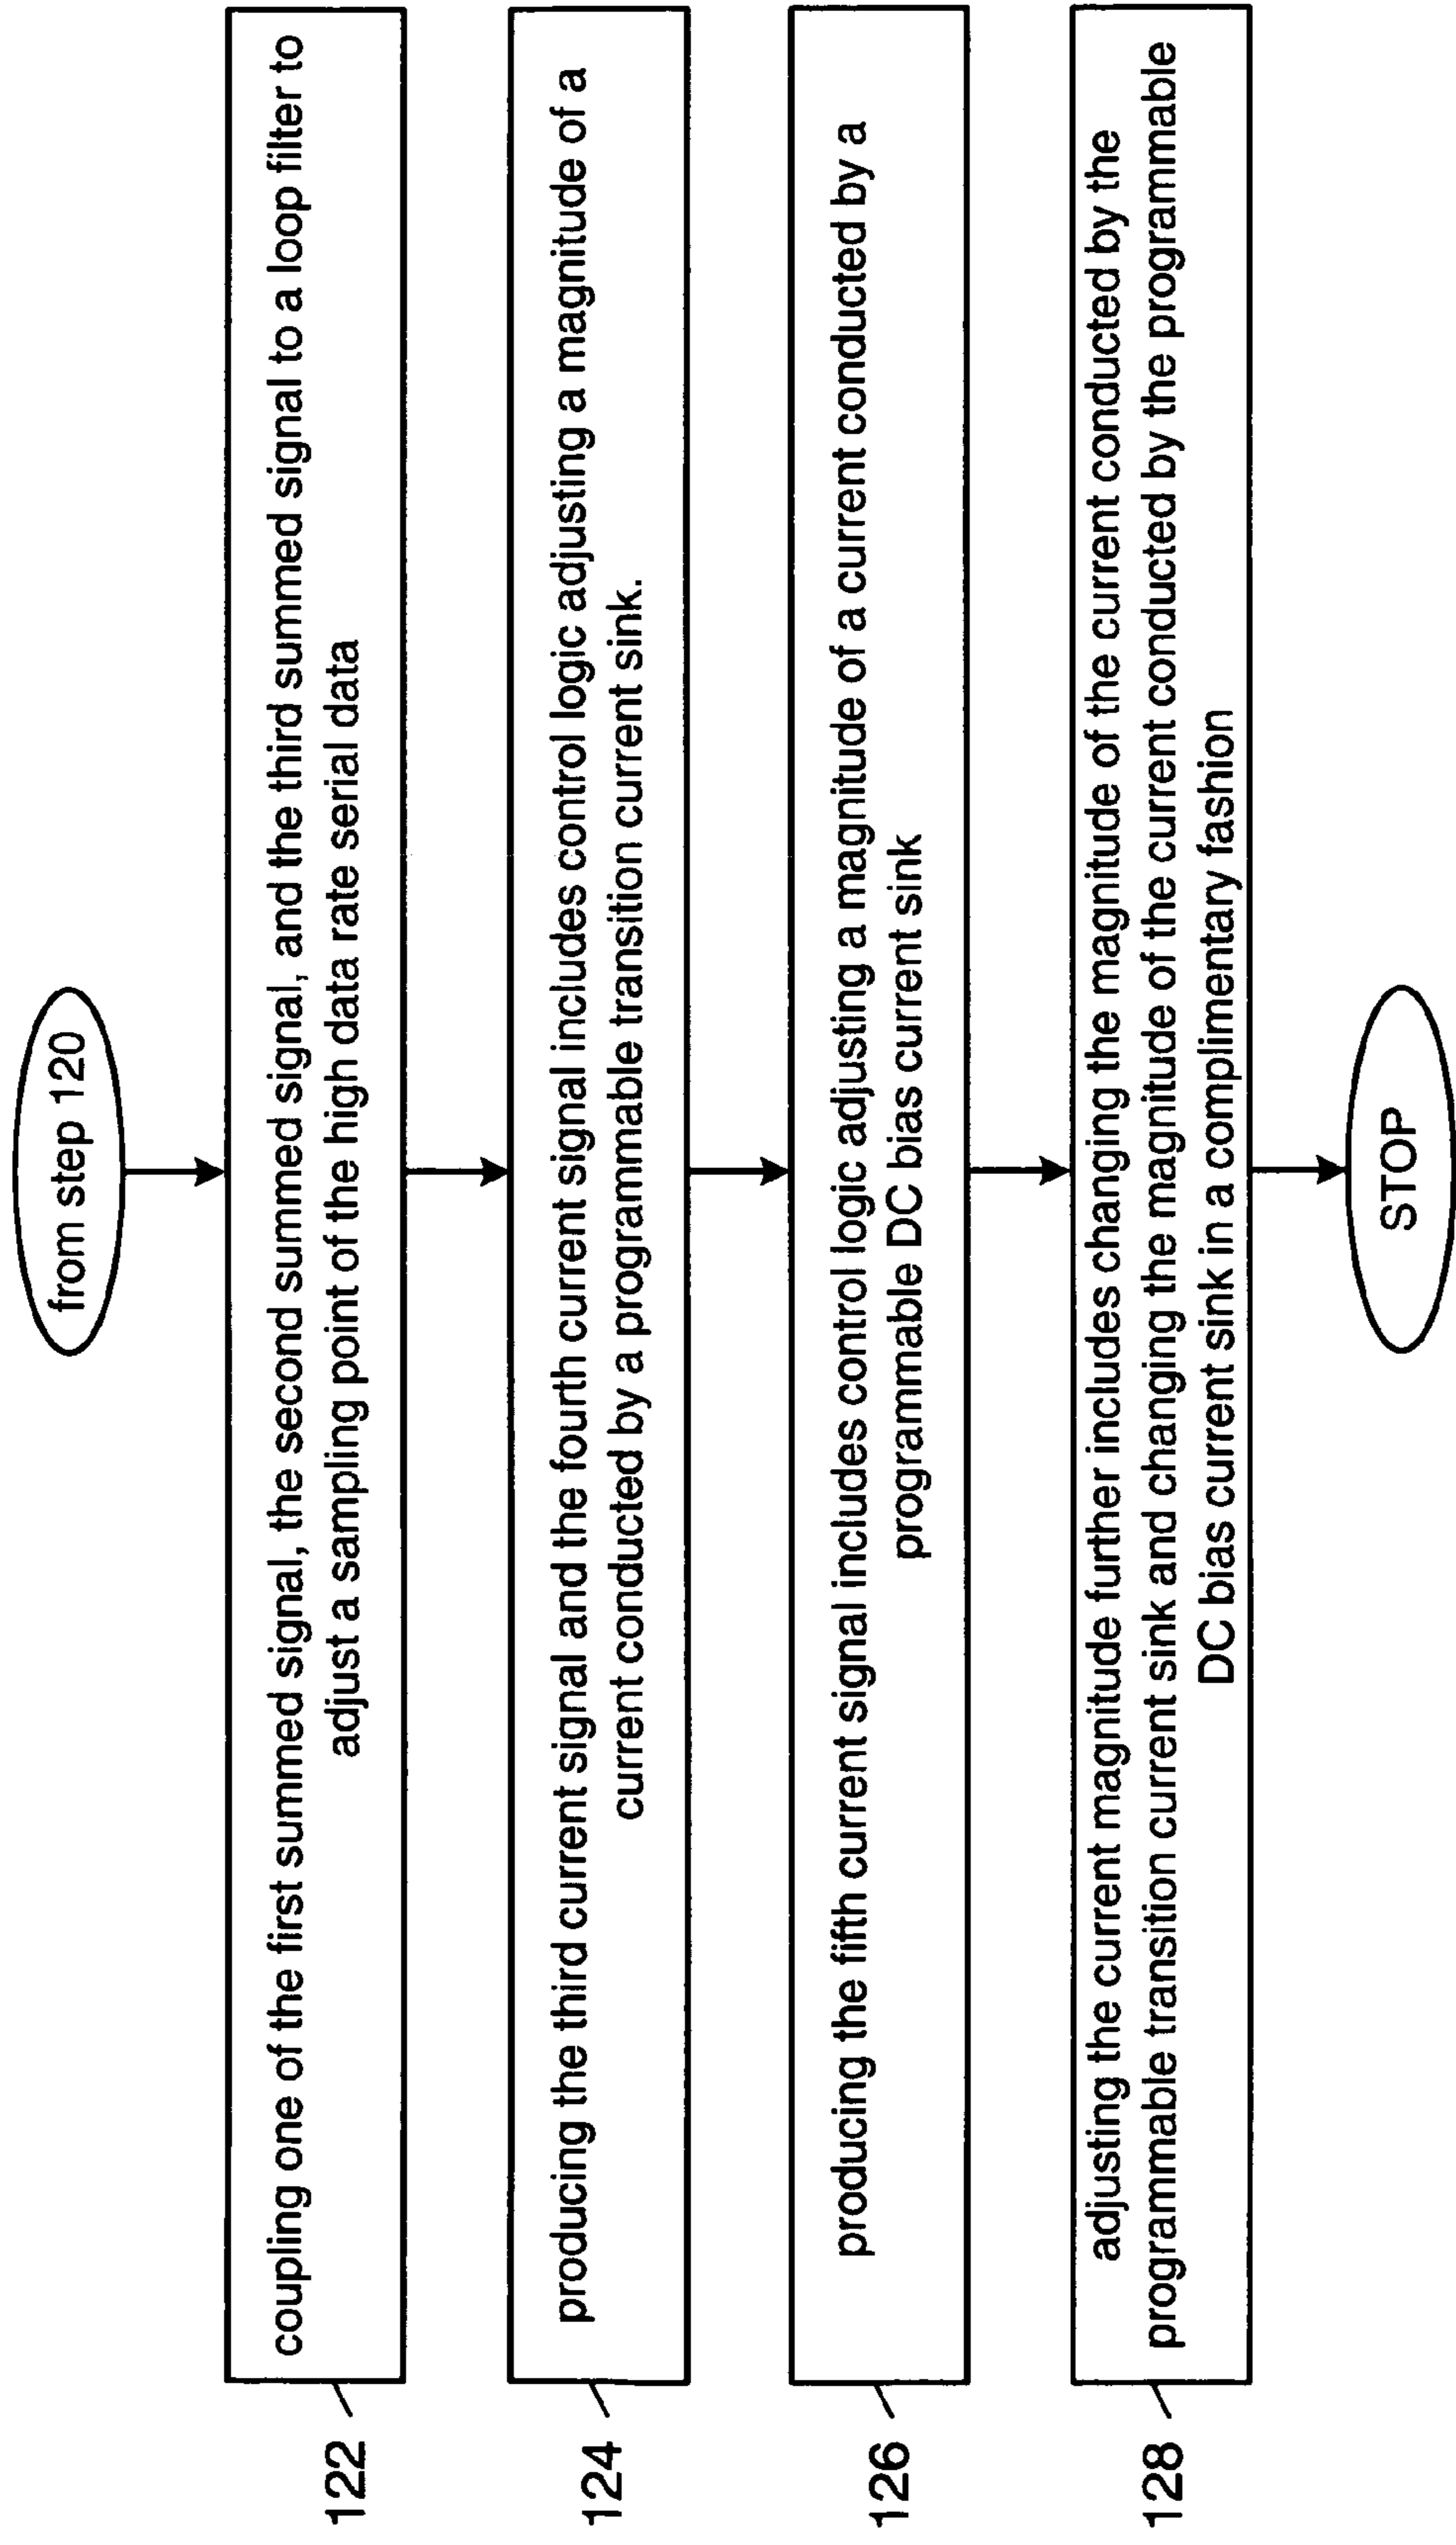 from step 120
coupling one of the first summed signal, the second summed signal, and the third summed signal to a loop filter to
adjust a sampling point of the high data rate serial data
122
producing the third current signal and the fourth current signal includes control logic adjusting a magnitude of a
current conducted by a programmable transition current sink.
124
producing the fifth current signal includes control logic adjusting a magnitude of a current conducted by a
programmable DC bias current sink
126
adjusting the current magnitude further includes changing the magnitude of the current conducted by the
programmable transition current sink and changing the magnitude of the current conducted by the programmable
DC bias current sink in a complimentary fashion
128
STOP